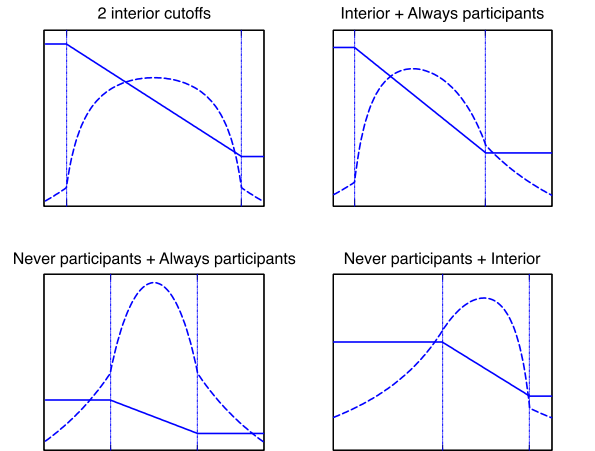 2 interior cutoffs
Interior + Always participants
Never participants + Always participants
Never participants + Interior